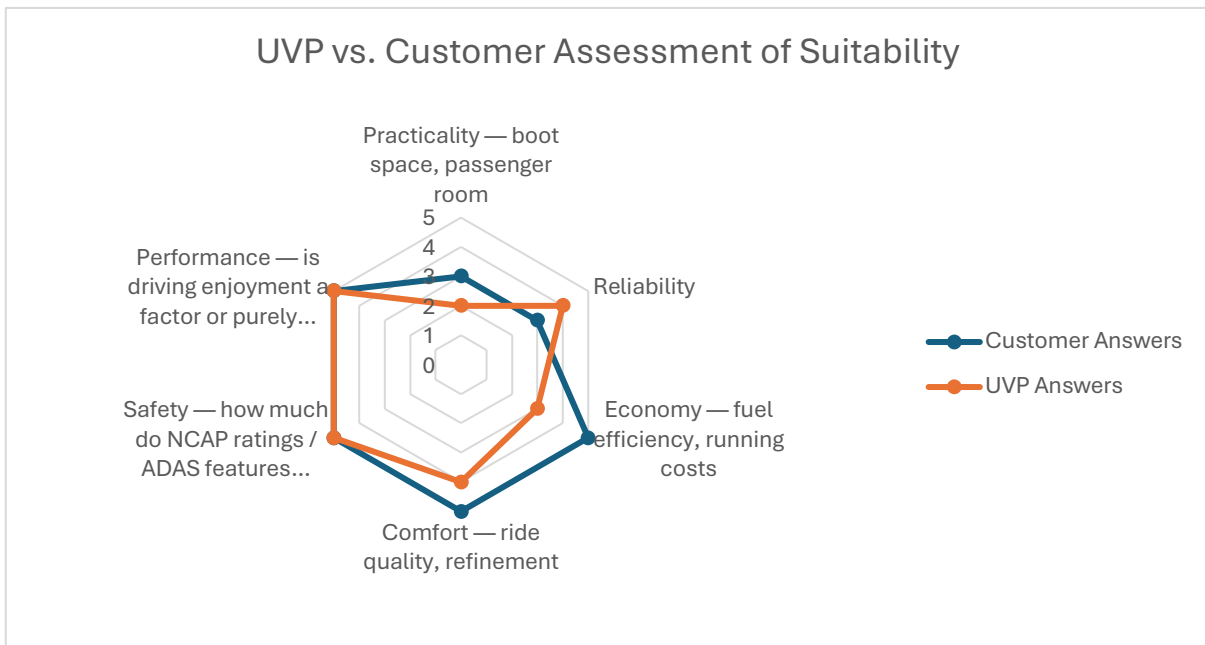 UVP vs. Customer Assessment of Suitability
Practicality — boot
space, passenger
room
5
4
3
2
1
0
Reliability
Economy — fuel
efficiency, running
costs
Comfort — ride
quality, refinement
Safety — how much
do NCAP ratings /
ADAS features...
Performance — is
driving enjoyment a
factor or purely...
Customer Answers
UVP Answers